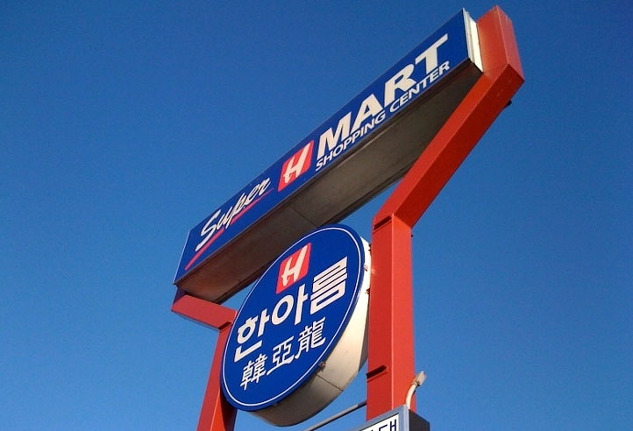 Super H MART
SHOPPING CENTER
H
한아름
韓亞龍